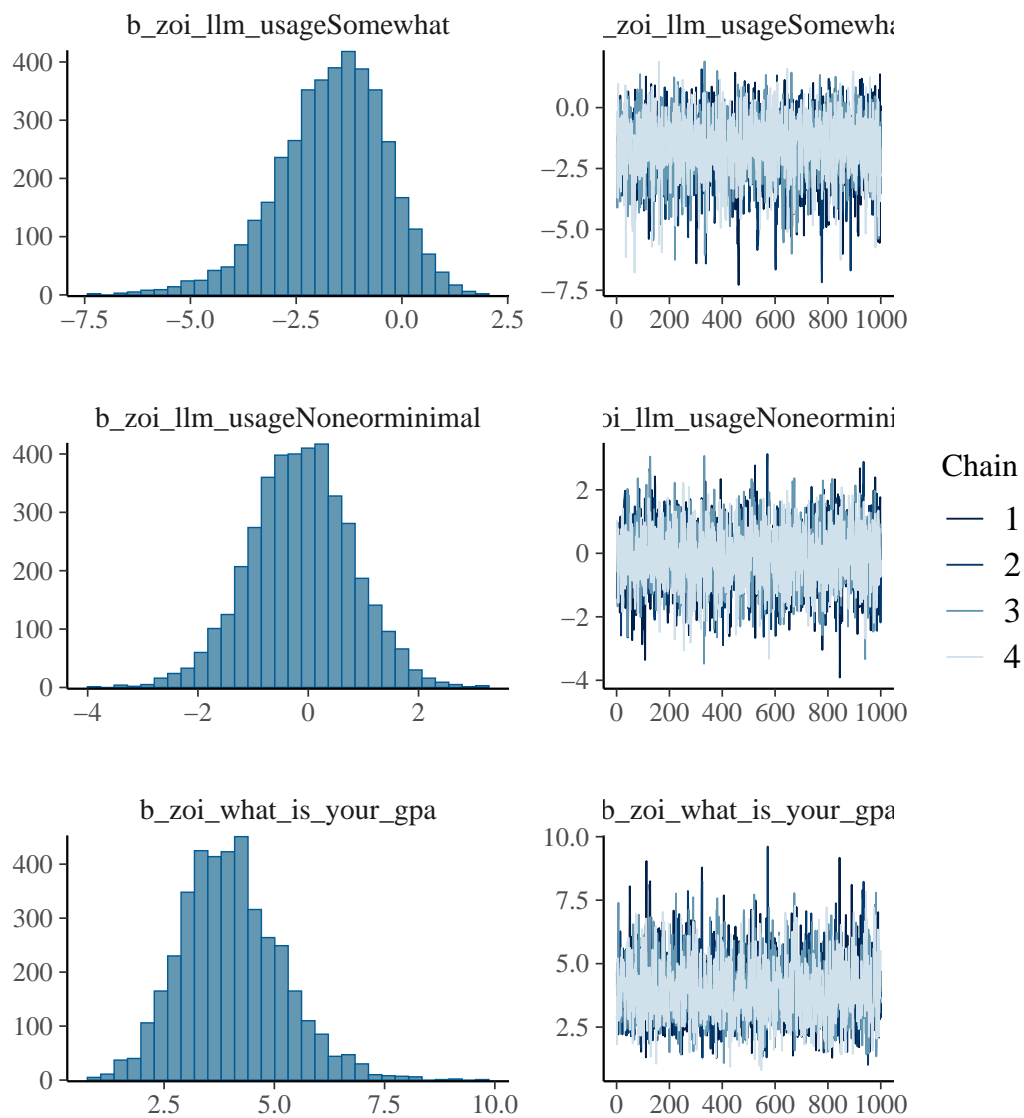 b_zoi_llm_usageSomewhat
400
300
200
100
0
−7.5 −5.0 −2.5 0.0 2.5
_zoi_llm_usageSomewha
0.0
−2.5
−5.0
−7.5
0 200 400 600 800 1000
b_zoi_llm_usageNoneorminimal
400
300
200
100
0
−4 −2 0 2
oi_llm_usageNoneormini
2
0
−2
−4
0 200 400 600 800 1000
Chain
1
2
3
4
b_zoi_what_is_your_gpa
400
300
200
100
0
2.5 5.0 7.5 10.0
b_zoi_what_is_your_gpa
10.0
7.5
5.0
2.5
0 200 400 600 800 1000